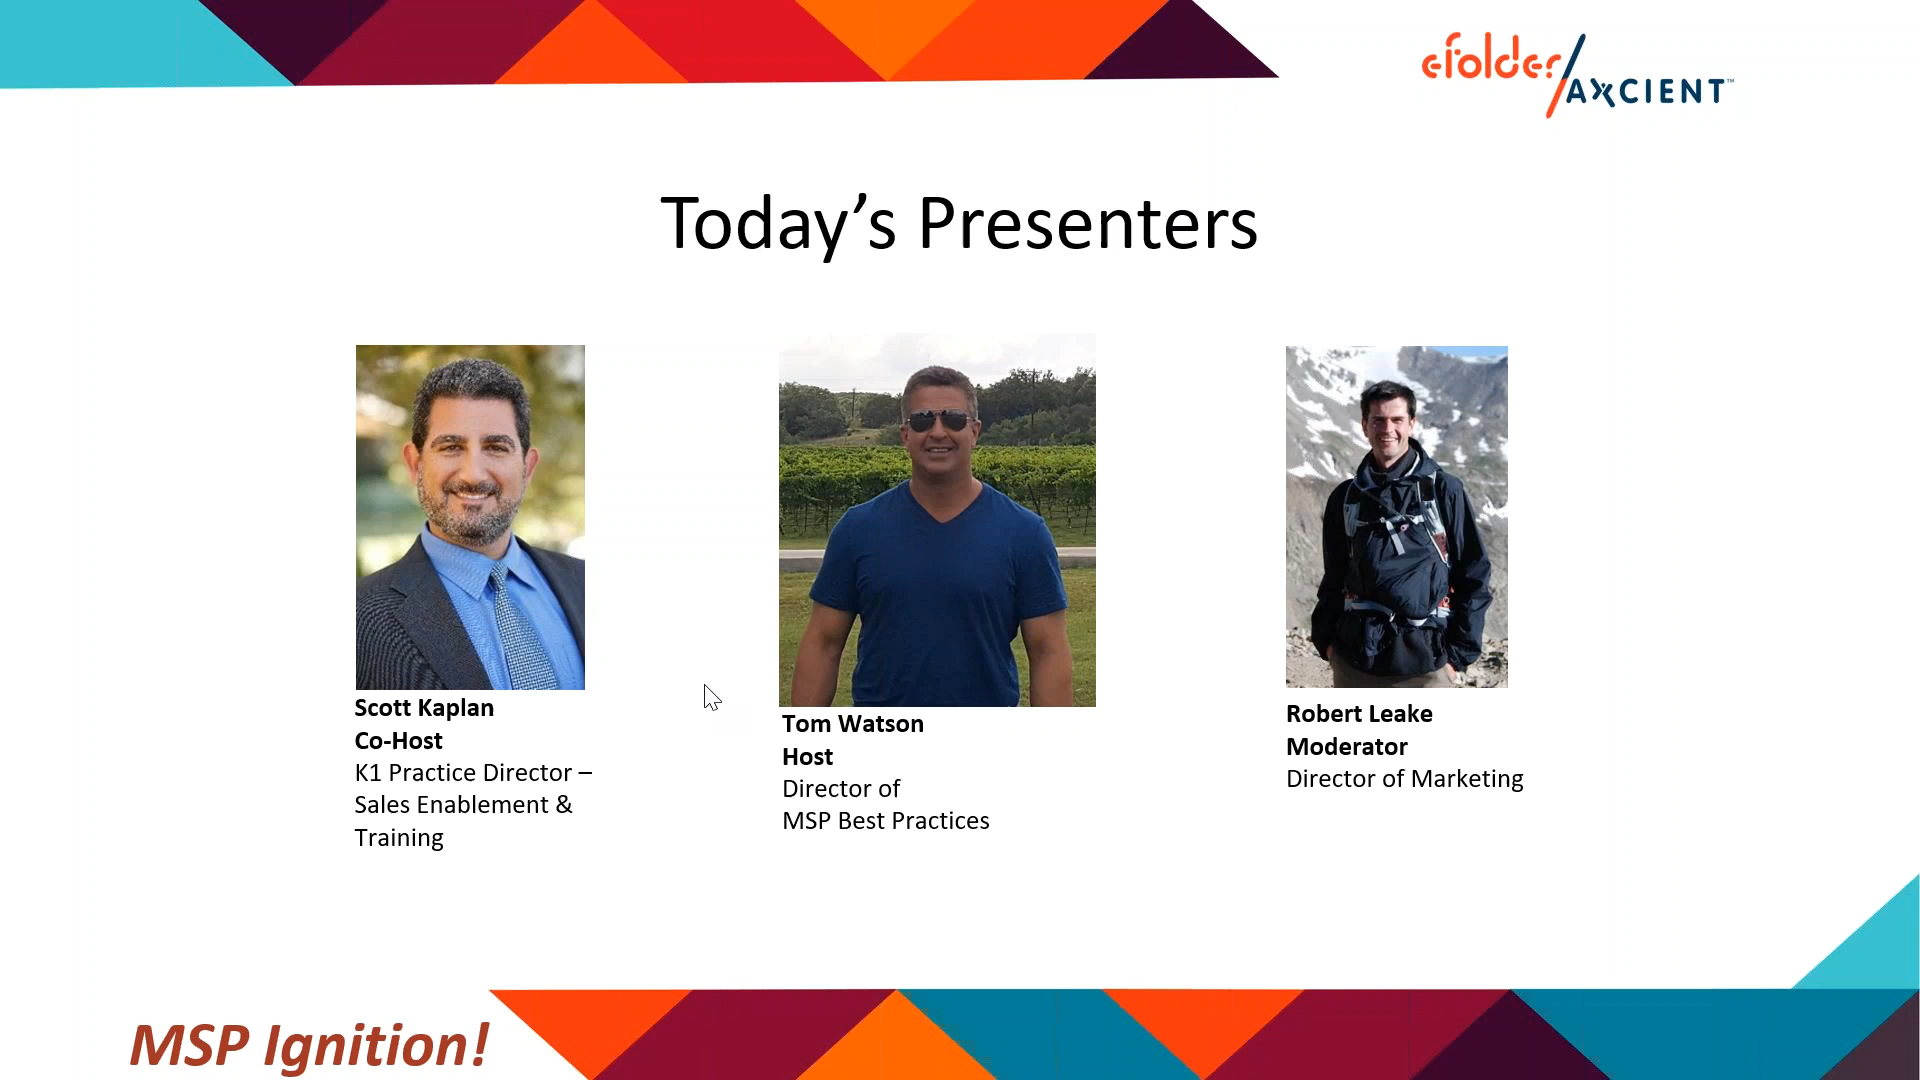 efolder/
AXCIENT™
Today’s Presenters
Scott Kaplan
Co-Host
K1 Practice Director –
Sales Enablement &
Training
Tom Watson
Host
Director of
MSP Best Practices
Robert Leake
Moderator
Director of Marketing
MSP Ignition!